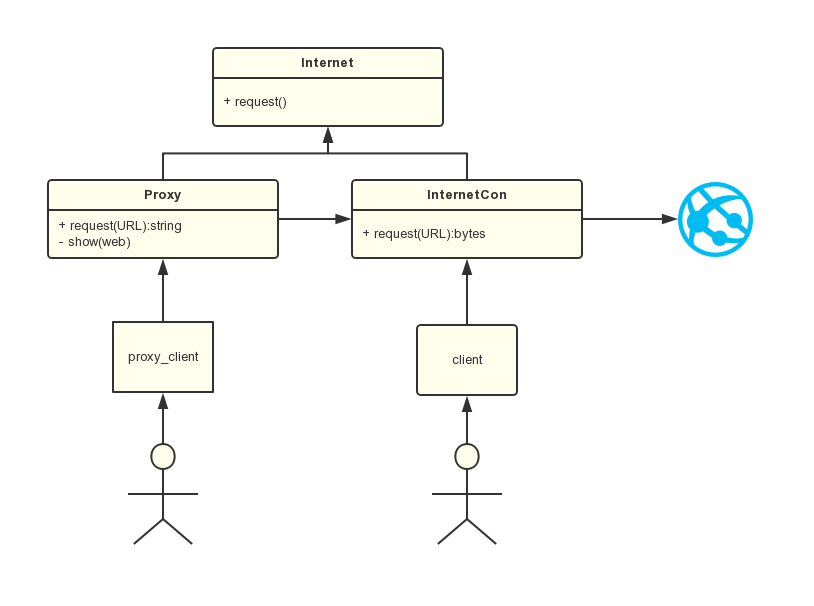 Internet
+ request()
Proxy
+ request(URL):string
- show(web)
InternetCon
+ request(URL):bytes
proxy_client
client